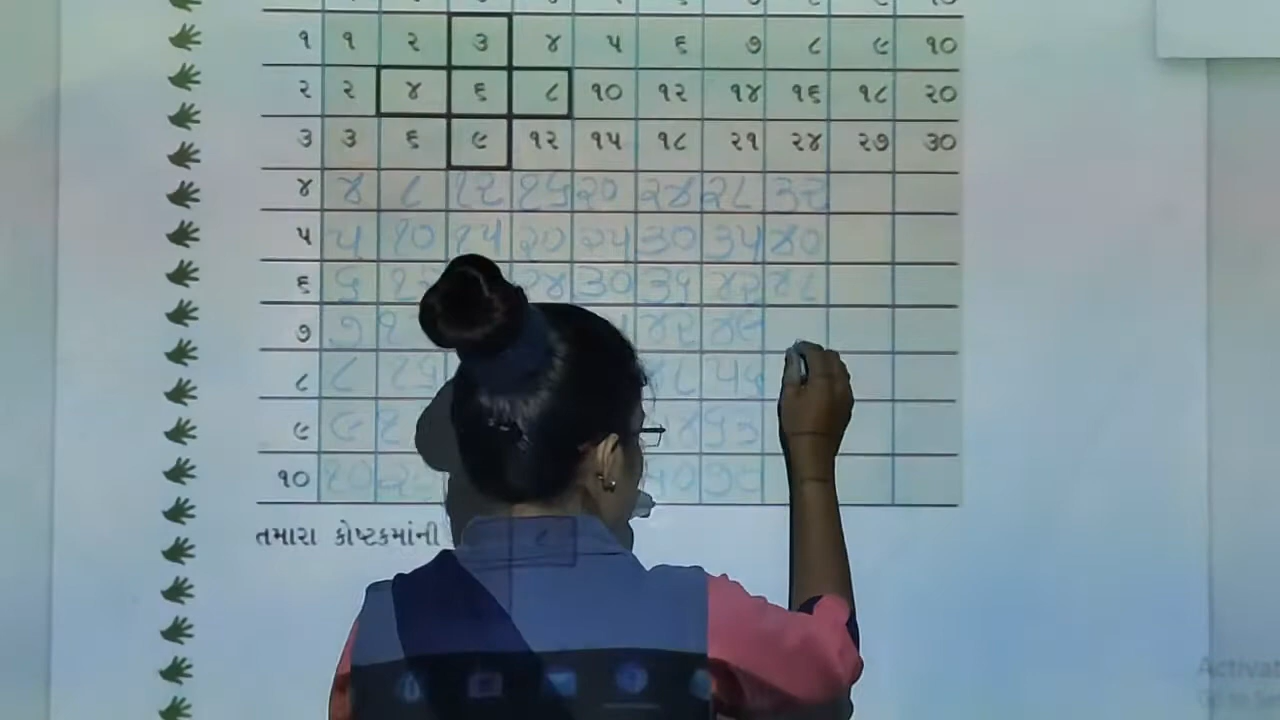 ૧ ૧ ૨ ૩ ૪ ૫ ૬ ૭ ૮ ૯ ૧૦
૨ ૨ ૪ ૬ ૮ ૧૦ ૧૨ ૧૪ ૧૬ ૧૮ ૨૦
૩ ૩ ૬ ૯ ૧૨ ૧૫ ૧૮ ૨૧ ૨૪ ૨૭ ૩૦
૪ ૪ ૮ ૧૨ ૧૬ ૨૦ ૨૪ ૨૮ ૩૨
૫ ૫ ૧૦ ૧૫ ૨૦ ૨૫ ૩૦ ૩૫ ૪૦
૬ ૬ ૨૪ ૩૦ ૩૬ ૪૨ ૪૮
૭ ૭ ૪૨ ૪૯
૮ ૮ ૧૬ ૫૬
૯ ૯ ૬૩
૧૦ ૧૦ ૨૦ ૭૦
તમારા કોષ્ટકમાંની